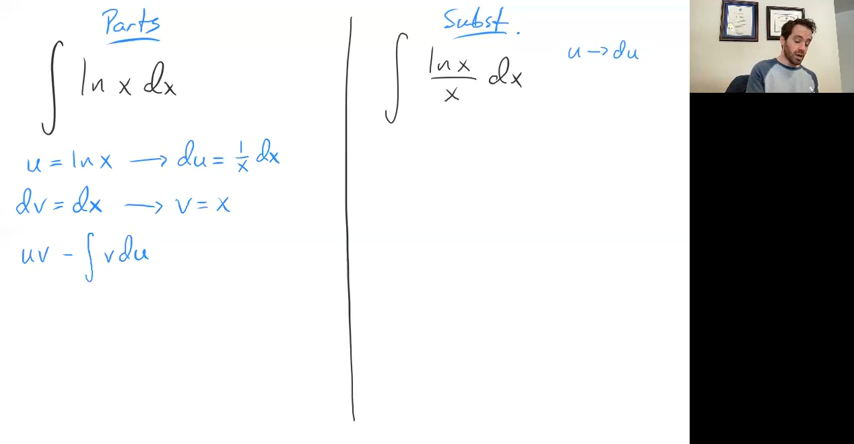 Parts
∫ ln x dx
u = ln x → du = 1/x dx
dv = dx → v = x
uv - ∫ v du
Subst.
∫ ln x / x dx
u → du